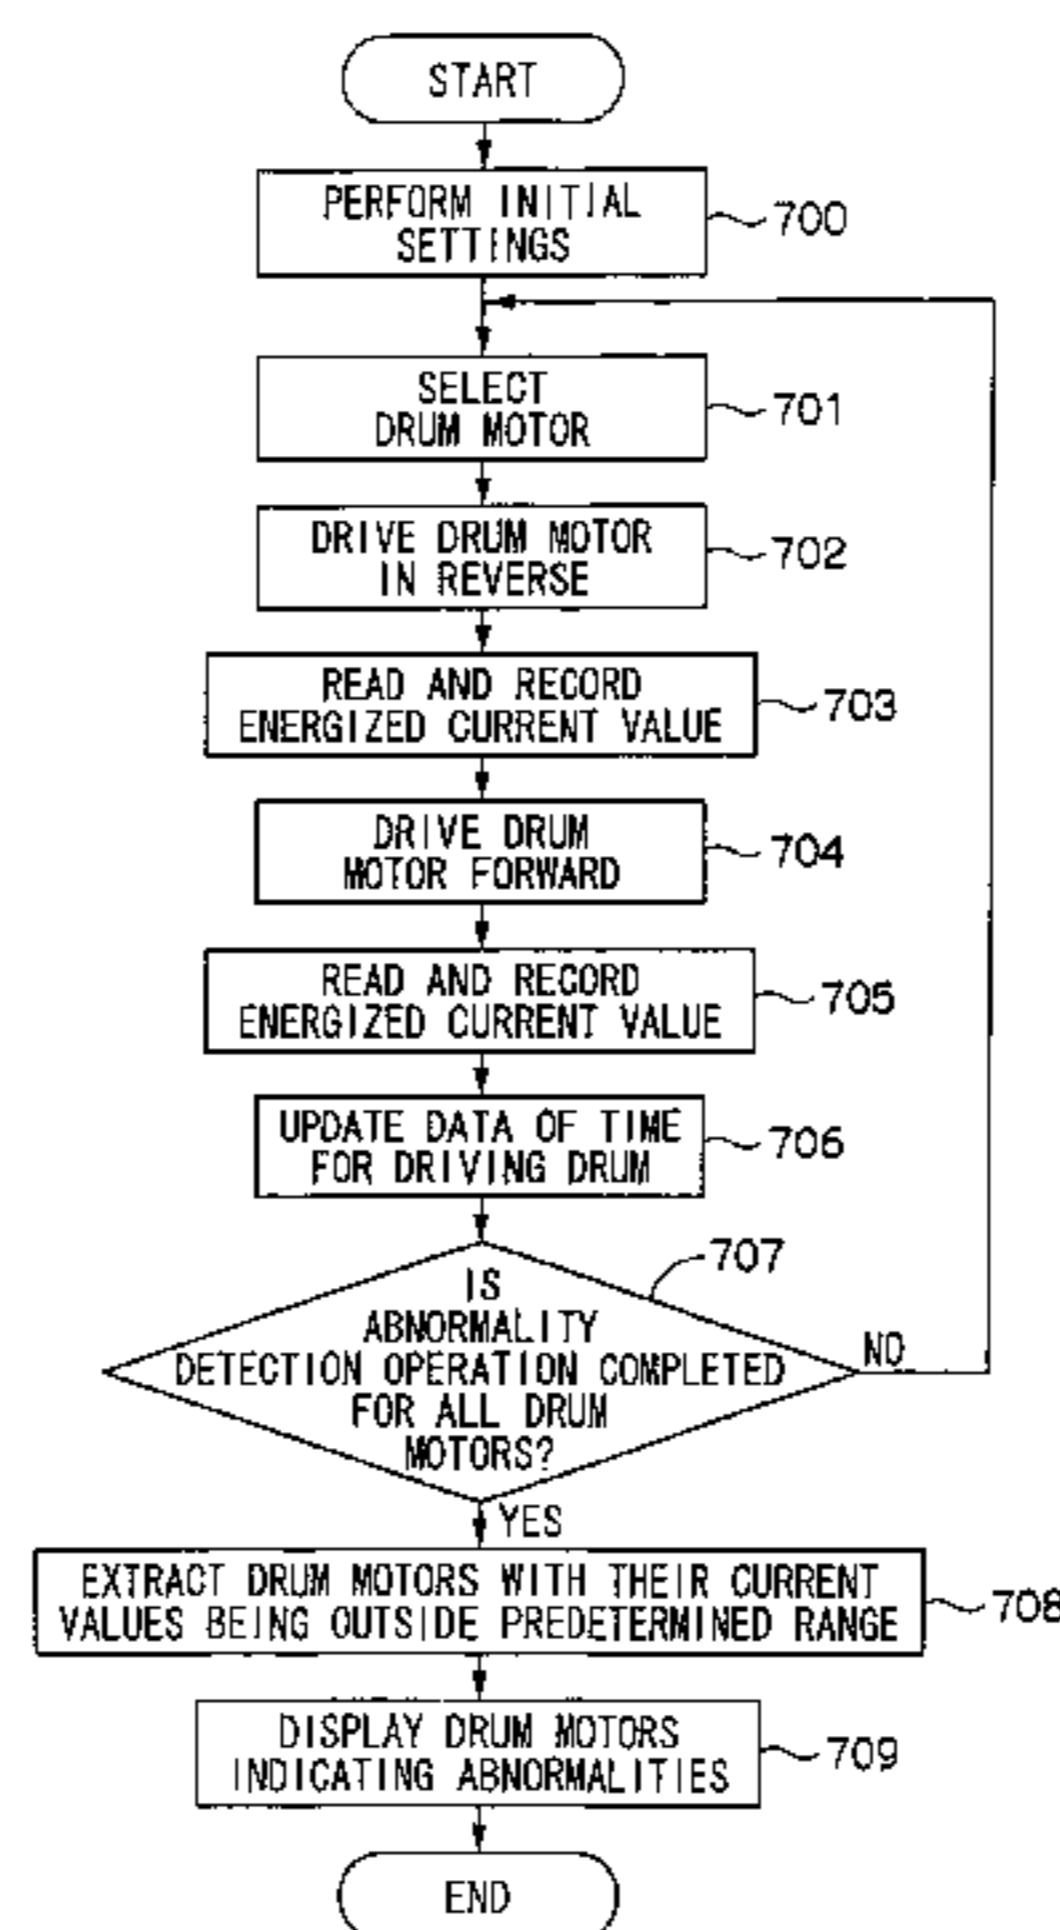 START
PERFORM INITIAL
SETTINGS
700
SELECT
DRUM MOTOR
701
DRIVE DRUM MOTOR
IN REVERSE
702
READ AND RECORD
ENERGIZED CURRENT VALUE
703
DRIVE DRUM
MOTOR FORWARD
704
READ AND RECORD
ENERGIZED CURRENT VALUE
705
UPDATE DATA OF TIME
FOR DRIVING DRUM
706
707
IS
ABNORMALITY
DETECTION OPERATION COMPLETED
FOR ALL DRUM
MOTORS?
NO
YES
EXTRACT DRUM MOTORS WITH THEIR CURRENT
VALUES BEING OUTSIDE PREDETERMINED RANGE
708
DISPLAY DRUM MOTORS
INDICATING ABNORMALITIES
709
END